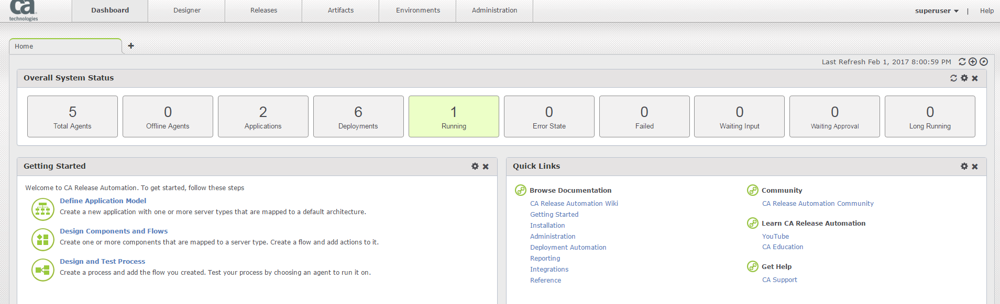 ca
technologies
Dashboard Designer Releases Artifacts Environments Administration superuser | Help
Home
Last Refresh Feb 1, 2017 8:00:59 PM
Overall System Status
5 0 2 6 1 0 0 0 0 0
Total Agents Offline Agents Applications Deployments Running Error State Failed Waiting Input Waiting Approval Long Running
Getting Started
Welcome to CA Release Automation. To get started, follow these steps
Define Application Model
Create a new application with one or more server types that are mapped to a default architecture.
Design Components and Flows
Create one or more components that are mapped to a server type. Create a flow and add actions to it.
Design and Test Process
Create a process and add the flow you created. Test your process by choosing an agent to run it on.
Quick Links
Browse Documentation
CA Release Automation Wiki
Getting Started
Installation
Administration
Deployment Automation
Reporting
Integrations
Reference
Community
CA Release Automation Community
Learn CA Release Automation
YouTube
CA Education
Get Help
CA Support